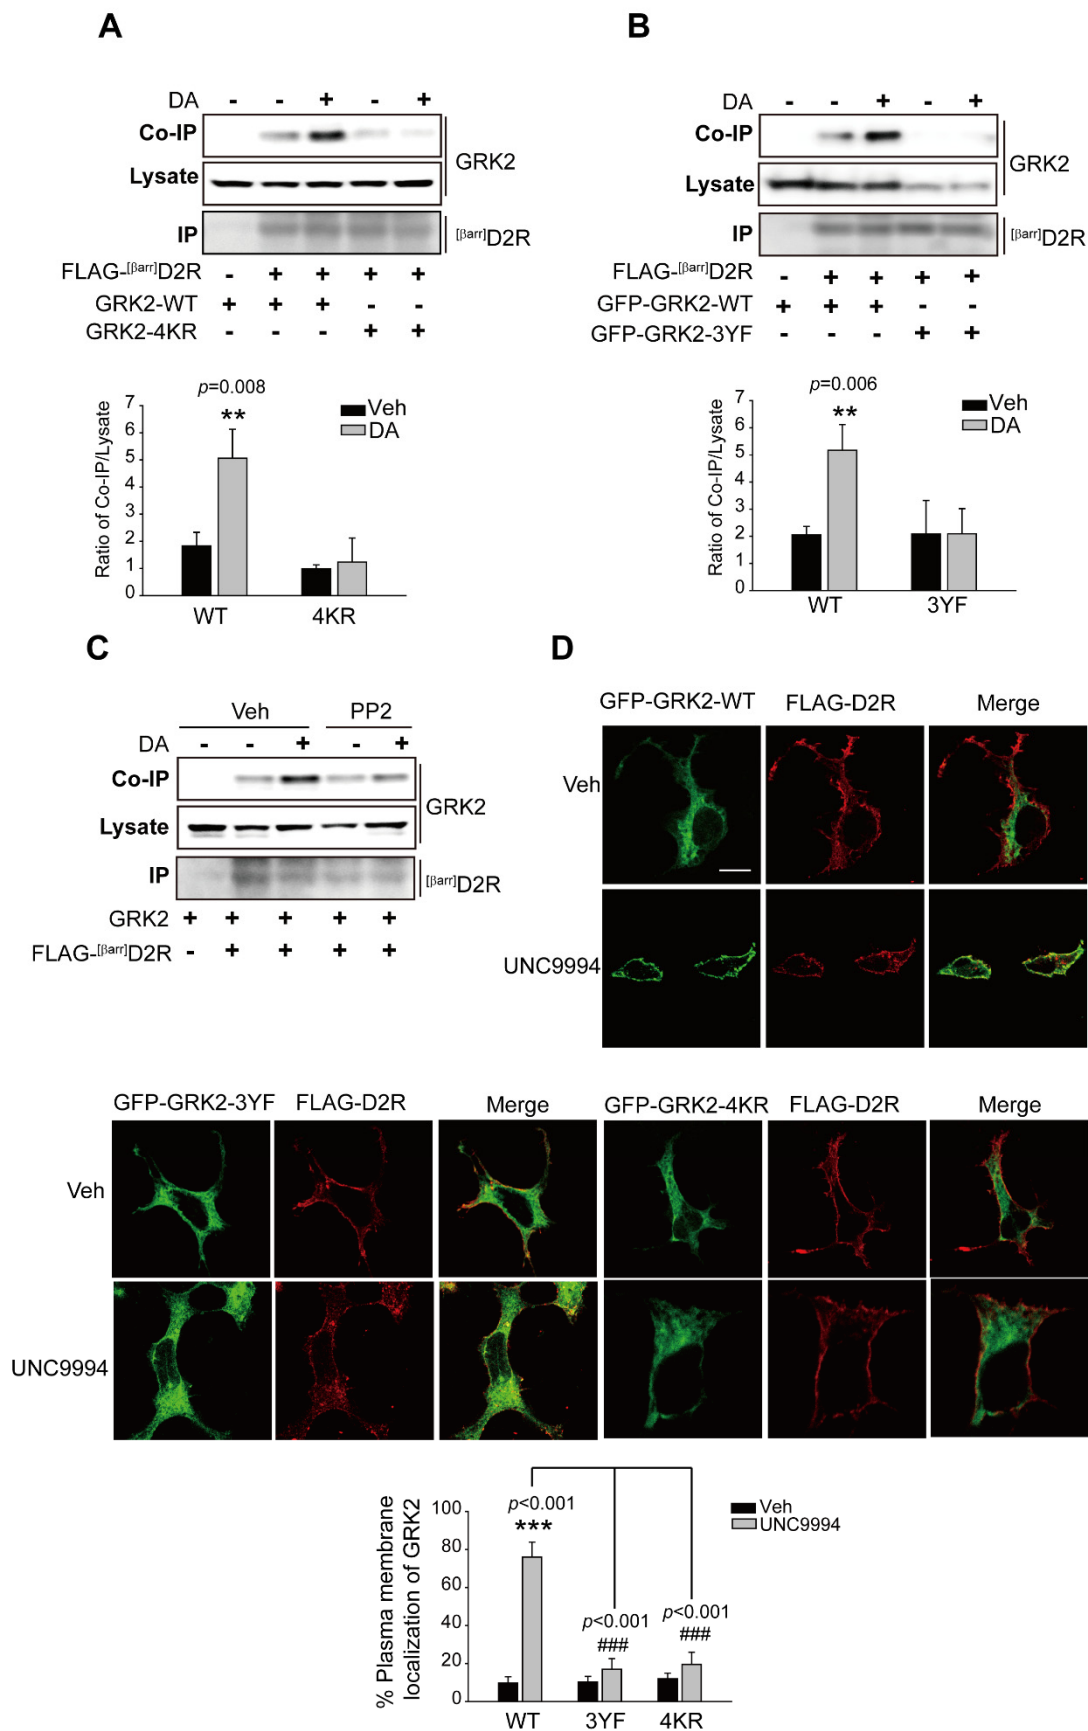 A
DA - - + - +
Co-IP
Lysate
GRK2
IP
[βarr]D2R
FLAG-[βarr]D2R - + + + +
GRK2-WT + + + - -
GRK2-4KR - - - + +
p=0.008
**
Veh
DA
Ratio of Co-IP/Lysate
7
6
5
4
3
2
1
0
WT 4KR
B
DA - - + - +
Co-IP
Lysate
GRK2
IP
[βarr]D2R
FLAG-[βarr]D2R - + + + +
GFP-GRK2-WT + + + - -
GFP-GRK2-3YF - - - + +
p=0.006
**
Veh
DA
Ratio of Co-IP/Lysate
7
6
5
4
3
2
1
0
WT 3YF
C
Veh PP2
DA - - + - +
Co-IP
Lysate
GRK2
IP
[βarr]D2R
GRK2 + + + + +
FLAG-[βarr]D2R - + + + +
D
GFP-GRK2-WT FLAG-D2R Merge
Veh
UNC9994
GFP-GRK2-3YF FLAG-D2R Merge GFP-GRK2-4KR FLAG-D2R Merge
Veh
UNC9994
% Plasma membrane
localization of GRK2
100
80
60
40
20
0
p<0.001
***
p<0.001
###
p<0.001
###
Veh
UNC9994
WT 3YF 4KR